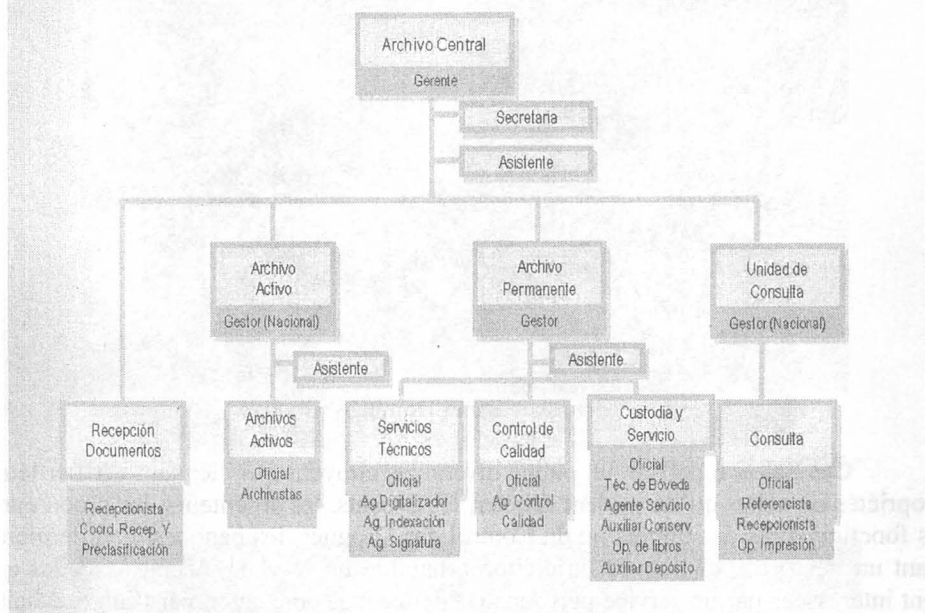 Archivo Central
Gerente
Secretaria
Asistente
Archivo
Activo
Gestor (Nacional)
Archivo
Permanente
Gestor
Unidad de
Consulta
Gestor (Nacional)
Asistente
Asistente
Recepción
Documentos
Recepcionista
Coord. Recep. Y
Preclasificación
Archivos
Activos
Oficial
Archivistas
Servicios
Técnicos
Oficial
Ag. Digitalizador
Ag. Indexación
Ag. Signatura
Control de
Calidad
Oficial
Ag. Control
Calidad
Custodia y
Servicio
Oficial
Téc. de Bóveda
Agente Servicio
Auxiliar Conserv.
Op. de libros
Auxiliar Depósito
Consulta
Oficial
Referencista
Recepcionista
Op. Impresión.